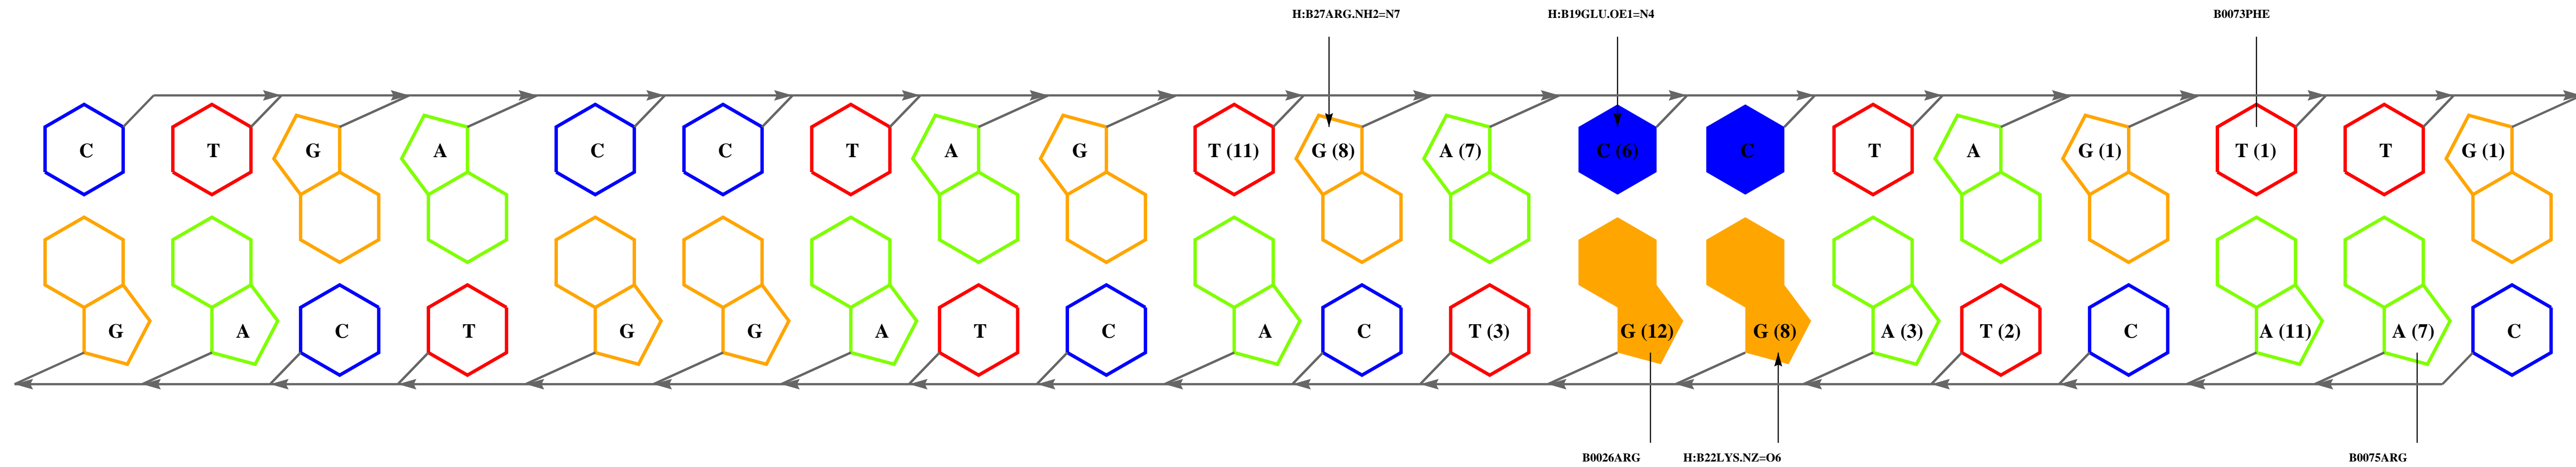 H:B27ARG.NH2=N7 H:B19GLU.OE1=N4 B0073PHE
C T G A C C T A G T (11) G (8) A (7) C (6) C T A G (1) T (1) T G (1)
G A C T G G A T C A C T (3) G (12) G (8) A (3) T (2) C A (11) A (7) C
B0026ARG H:B22LYS.NZ=O6 B0075ARG